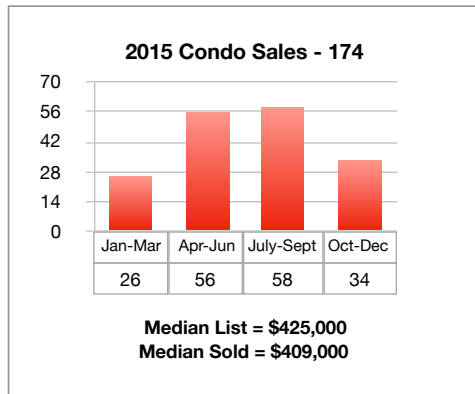 2015 Condo Sales - 174
70
56
42
28
14
0
Jan-Mar Apr-Jun July-Sept Oct-Dec
26 56 58 34
Median List = $425,000
Median Sold = $409,000